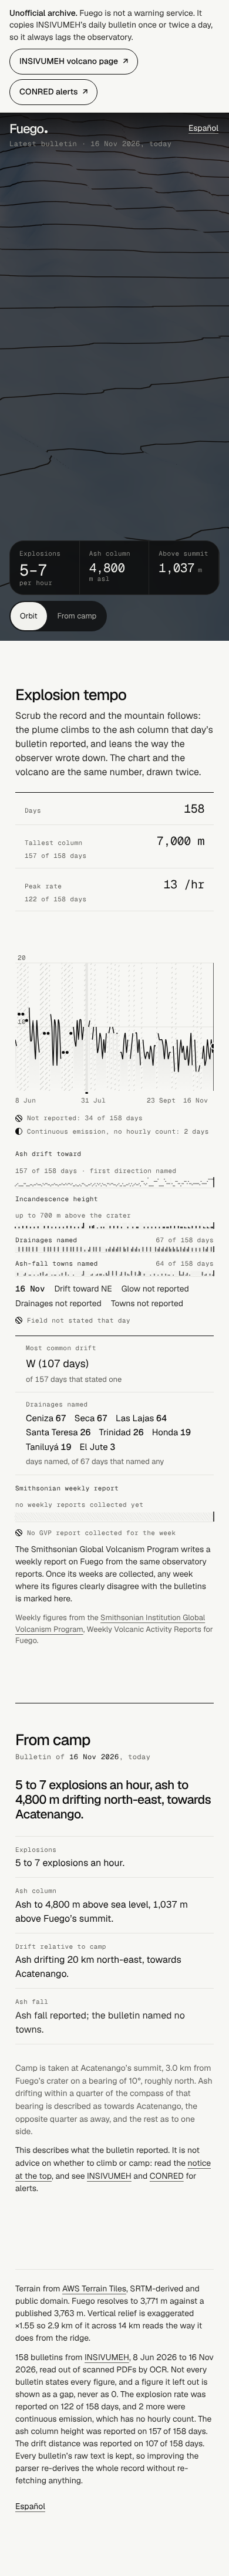 Unofficial archive. Fuego is not a warning service. It
copies INSIVUMEH's daily bulletin once or twice a day,
so it always lags the observatory.
INSIVUMEH volcano page ↗
CONRED alerts ↗
Fuego.
Español
Latest bulletin · 16 Nov 2026, today
Explosions
Ash column
Above summit
5–7
4,800
1,037 m
per hour
m asl
Orbit
From camp
Explosion tempo
Scrub the record and the mountain follows:
the plume climbs to the ash column that day's
bulletin reported, and leans the way the
observer wrote down. The chart and the
volcano are the same number, drawn twice.
Days
158
Tallest column
7,000 m
157 of 158 days
Peak rate
13 /hr
122 of 158 days
20
10
8 Jun
31 Jul
23 Sept
16 Nov
Not reported: 34 of 158 days
Continuous emission, no hourly count: 2 days
Ash drift toward
157 of 158 days · first direction named
Incandescence height
up to 700 m above the crater
Drainages named
67 of 158 days
Ash-fall towns named
64 of 158 days
16 Nov Drift toward NE Glow not reported
Drainages not reported Towns not reported
Field not stated that day
Most common drift
W (107 days)
of 157 days that stated one
Drainages named
Ceniza 67 Seca 67 Las Lajas 64
Santa Teresa 26 Trinidad 26 Honda 19
Taniluyá 19 El Jute 3
days named, of 67 days that named any
Smithsonian weekly report
no weekly reports collected yet
No GVP report collected for the week
The Smithsonian Global Volcanism Program writes a
weekly report on Fuego from the same observatory
reports. Once its weeks are collected, any week
where its figures clearly disagree with the bulletins
is marked here.
Weekly figures from the Smithsonian Institution Global
Volcanism Program, Weekly Volcanic Activity Reports for
Fuego.
From camp
Bulletin of 16 Nov 2026, today
5 to 7 explosions an hour, ash to
4,800 m drifting north-east, towards
Acatenango.
Explosions
5 to 7 explosions an hour.
Ash column
Ash to 4,800 m above sea level, 1,037 m
above Fuego's summit.
Drift relative to camp
Ash drifting 20 km north-east, towards
Acatenango.
Ash fall
Ash fall reported; the bulletin named no
towns.
Camp is taken at Acatenango's summit, 3.0 km from
Fuego's crater on a bearing of 10°, roughly north. Ash
drifting within a quarter of the compass of that
bearing is described as towards Acatenango, the
opposite quarter as away, and the rest as to one
side.
This describes what the bulletin reported. It is not
advice on whether to climb or camp: read the notice
at the top, and see INSIVUMEH and CONRED for
alerts.
Terrain from AWS Terrain Tiles, SRTM-derived and
public domain. Fuego resolves to 3,771 m against a
published 3,763 m. Vertical relief is exaggerated
×1.55 so 2.9 km of it across 14 km reads the way it
does from the ridge.
158 bulletins from INSIVUMEH, 8 Jun 2026 to 16 Nov
2026, read out of scanned PDFs by OCR. Not every
bulletin states every figure, and a figure it left out is
shown as a gap, never as 0. The explosion rate was
reported on 122 of 158 days, and 2 more were
continuous emission, which has no hourly count. The
ash column height was reported on 157 of 158 days.
The drift distance was reported on 107 of 158 days.
Every bulletin's raw text is kept, so improving the
parser re-derives the whole record without re-
fetching anything.
Español